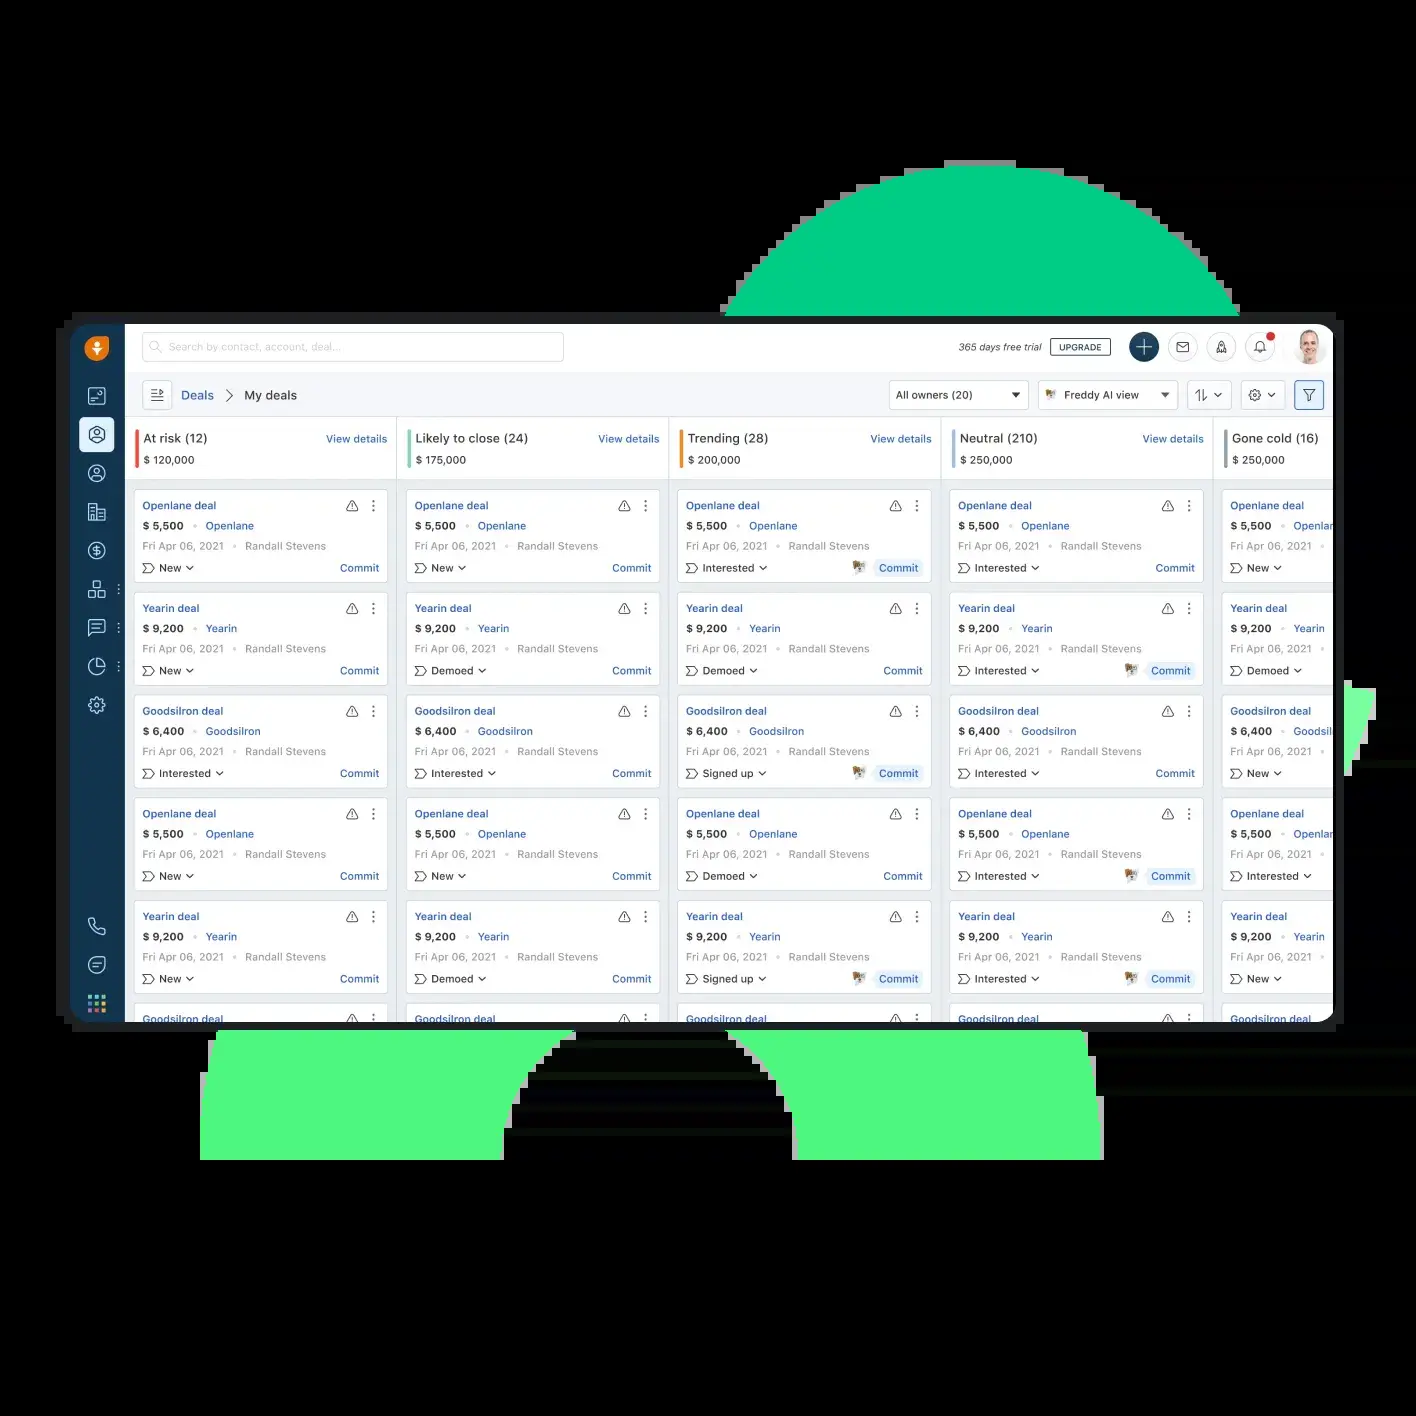 Search by contact, account, deal...
365 days free trial UPGRADE
Deals My deals
All owners (20) Freddy AI view
At risk (12) View details
$ 120,000
Likely to close (24) View details
$ 175,000
Trending (28) View details
$ 200,000
Neutral (210) View details
$ 250,000
Gone cold (16)
$ 250,000
Openlane deal
$ 5,500 • Openlane
Fri Apr 06, 2021 • Randall Stevens
New Commit
Yearin deal
$ 9,200 • Yearin
Fri Apr 06, 2021 • Randall Stevens
New Commit
Goodsilron deal
$ 6,400 • Goodsilron
Fri Apr 06, 2021 • Randall Stevens
Interested Commit
Openlane deal
$ 5,500 • Openlane
Fri Apr 06, 2021 • Randall Stevens
New Commit
Yearin deal
$ 9,200 • Yearin
Fri Apr 06, 2021 • Randall Stevens
New Commit
Goodsilron deal
Openlane deal
$ 5,500 • Openlane
Fri Apr 06, 2021 • Randall Stevens
New Commit
Yearin deal
$ 9,200 • Yearin
Fri Apr 06, 2021 • Randall Stevens
Demoed Commit
Goodsilron deal
$ 6,400 • Goodsilron
Fri Apr 06, 2021 • Randall Stevens
Interested Commit
Openlane deal
$ 5,500 • Openlane
Fri Apr 06, 2021 • Randall Stevens
New Commit
Yearin deal
$ 9,200 • Yearin
Fri Apr 06, 2021 • Randall Stevens
Demoed Commit
Goodsilron deal
Openlane deal
$ 5,500 • Openlane
Fri Apr 06, 2021 • Randall Stevens
Interested Commit
Yearin deal
$ 9,200 • Yearin
Fri Apr 06, 2021 • Randall Stevens
Demoed Commit
Goodsilron deal
$ 6,400 • Goodsilron
Fri Apr 06, 2021 • Randall Stevens
Signed up Commit
Openlane deal
$ 5,500 • Openlane
Fri Apr 06, 2021 • Randall Stevens
Demoed Commit
Yearin deal
$ 9,200 • Yearin
Fri Apr 06, 2021 • Randall Stevens
Signed up Commit
Goodsilron deal
Openlane deal
$ 5,500 • Openlane
Fri Apr 06, 2021 • Randall Stevens
Interested Commit
Yearin deal
$ 9,200 • Yearin
Fri Apr 06, 2021 • Randall Stevens
Interested Commit
Goodsilron deal
$ 6,400 • Goodsilron
Fri Apr 06, 2021 • Randall Stevens
Interested Commit
Openlane deal
$ 5,500 • Openlane
Fri Apr 06, 2021 • Randall Stevens
Interested Commit
Yearin deal
$ 9,200 • Yearin
Fri Apr 06, 2021 • Randall Stevens
Interested Commit
Goodsilron deal
Openlane deal
$ 5,500 • Openlan
Fri Apr 06, 2021 •
New
Yearin deal
$ 9,200 • Yearin
Fri Apr 06, 2021 •
Demoed
Goodsilron deal
$ 6,400 • Goodsil
Fri Apr 06, 2021 •
New
Openlane deal
$ 5,500 • Openlan
Fri Apr 06, 2021 •
Interested
Yearin deal
$ 9,200 • Yearin
Fri Apr 06, 2021 •
New
Goodsilron deal